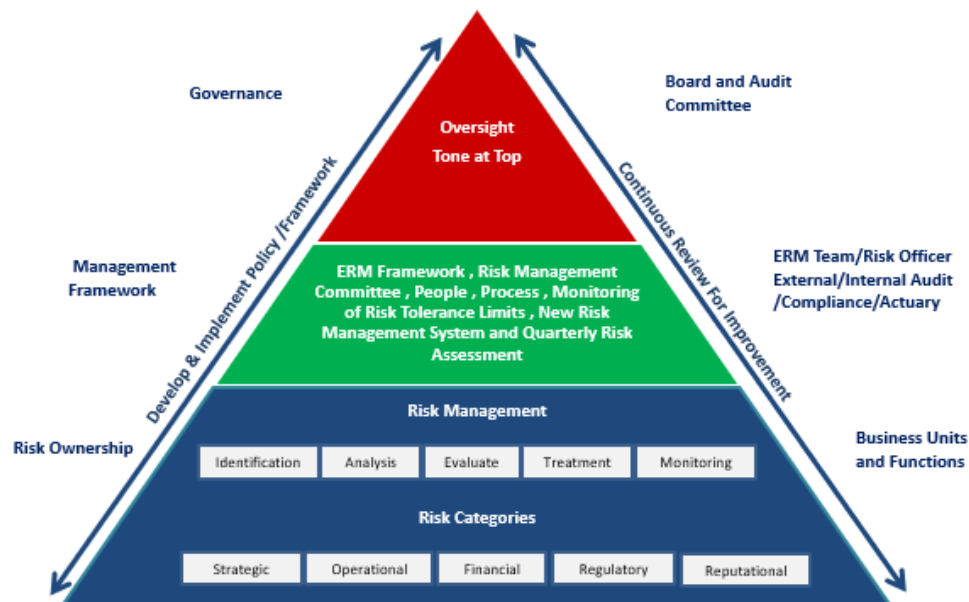 Governance
Board and Audit
Committee
Oversight
Tone at Top
Develop & Implement Policy /Framework
Continuous Review For Improvement
Management
Framework
ERM Framework , Risk Management
Committee , People , Process , Monitoring
of Risk Tolerance Limits , New Risk
Management System and Quarterly Risk
Assessment
ERM Team/Risk Officer
External/Internal Audit
/Compliance/Actuary
Risk Ownership
Risk Management
Identification Analysis Evaluate Treatment Monitoring
Business Units
and Functions
Risk Categories
Strategic Operational Financial Regulatory Reputational